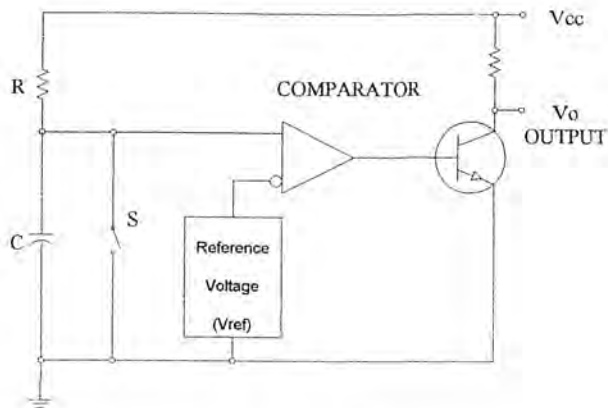 Vcc
R
COMPARATOR
Vo
OUTPUT
S
C
Reference
Voltage
(Vref)